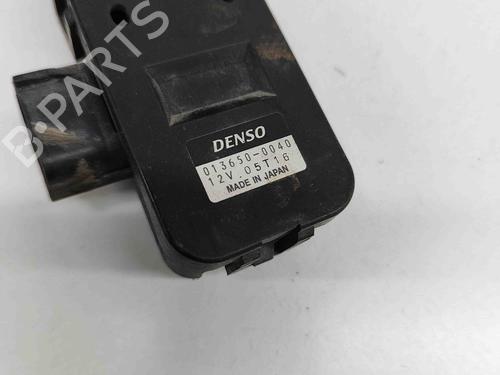 B-PARTS
DENSO
013650-0040
12V.05T16
MADE IN JAPAN